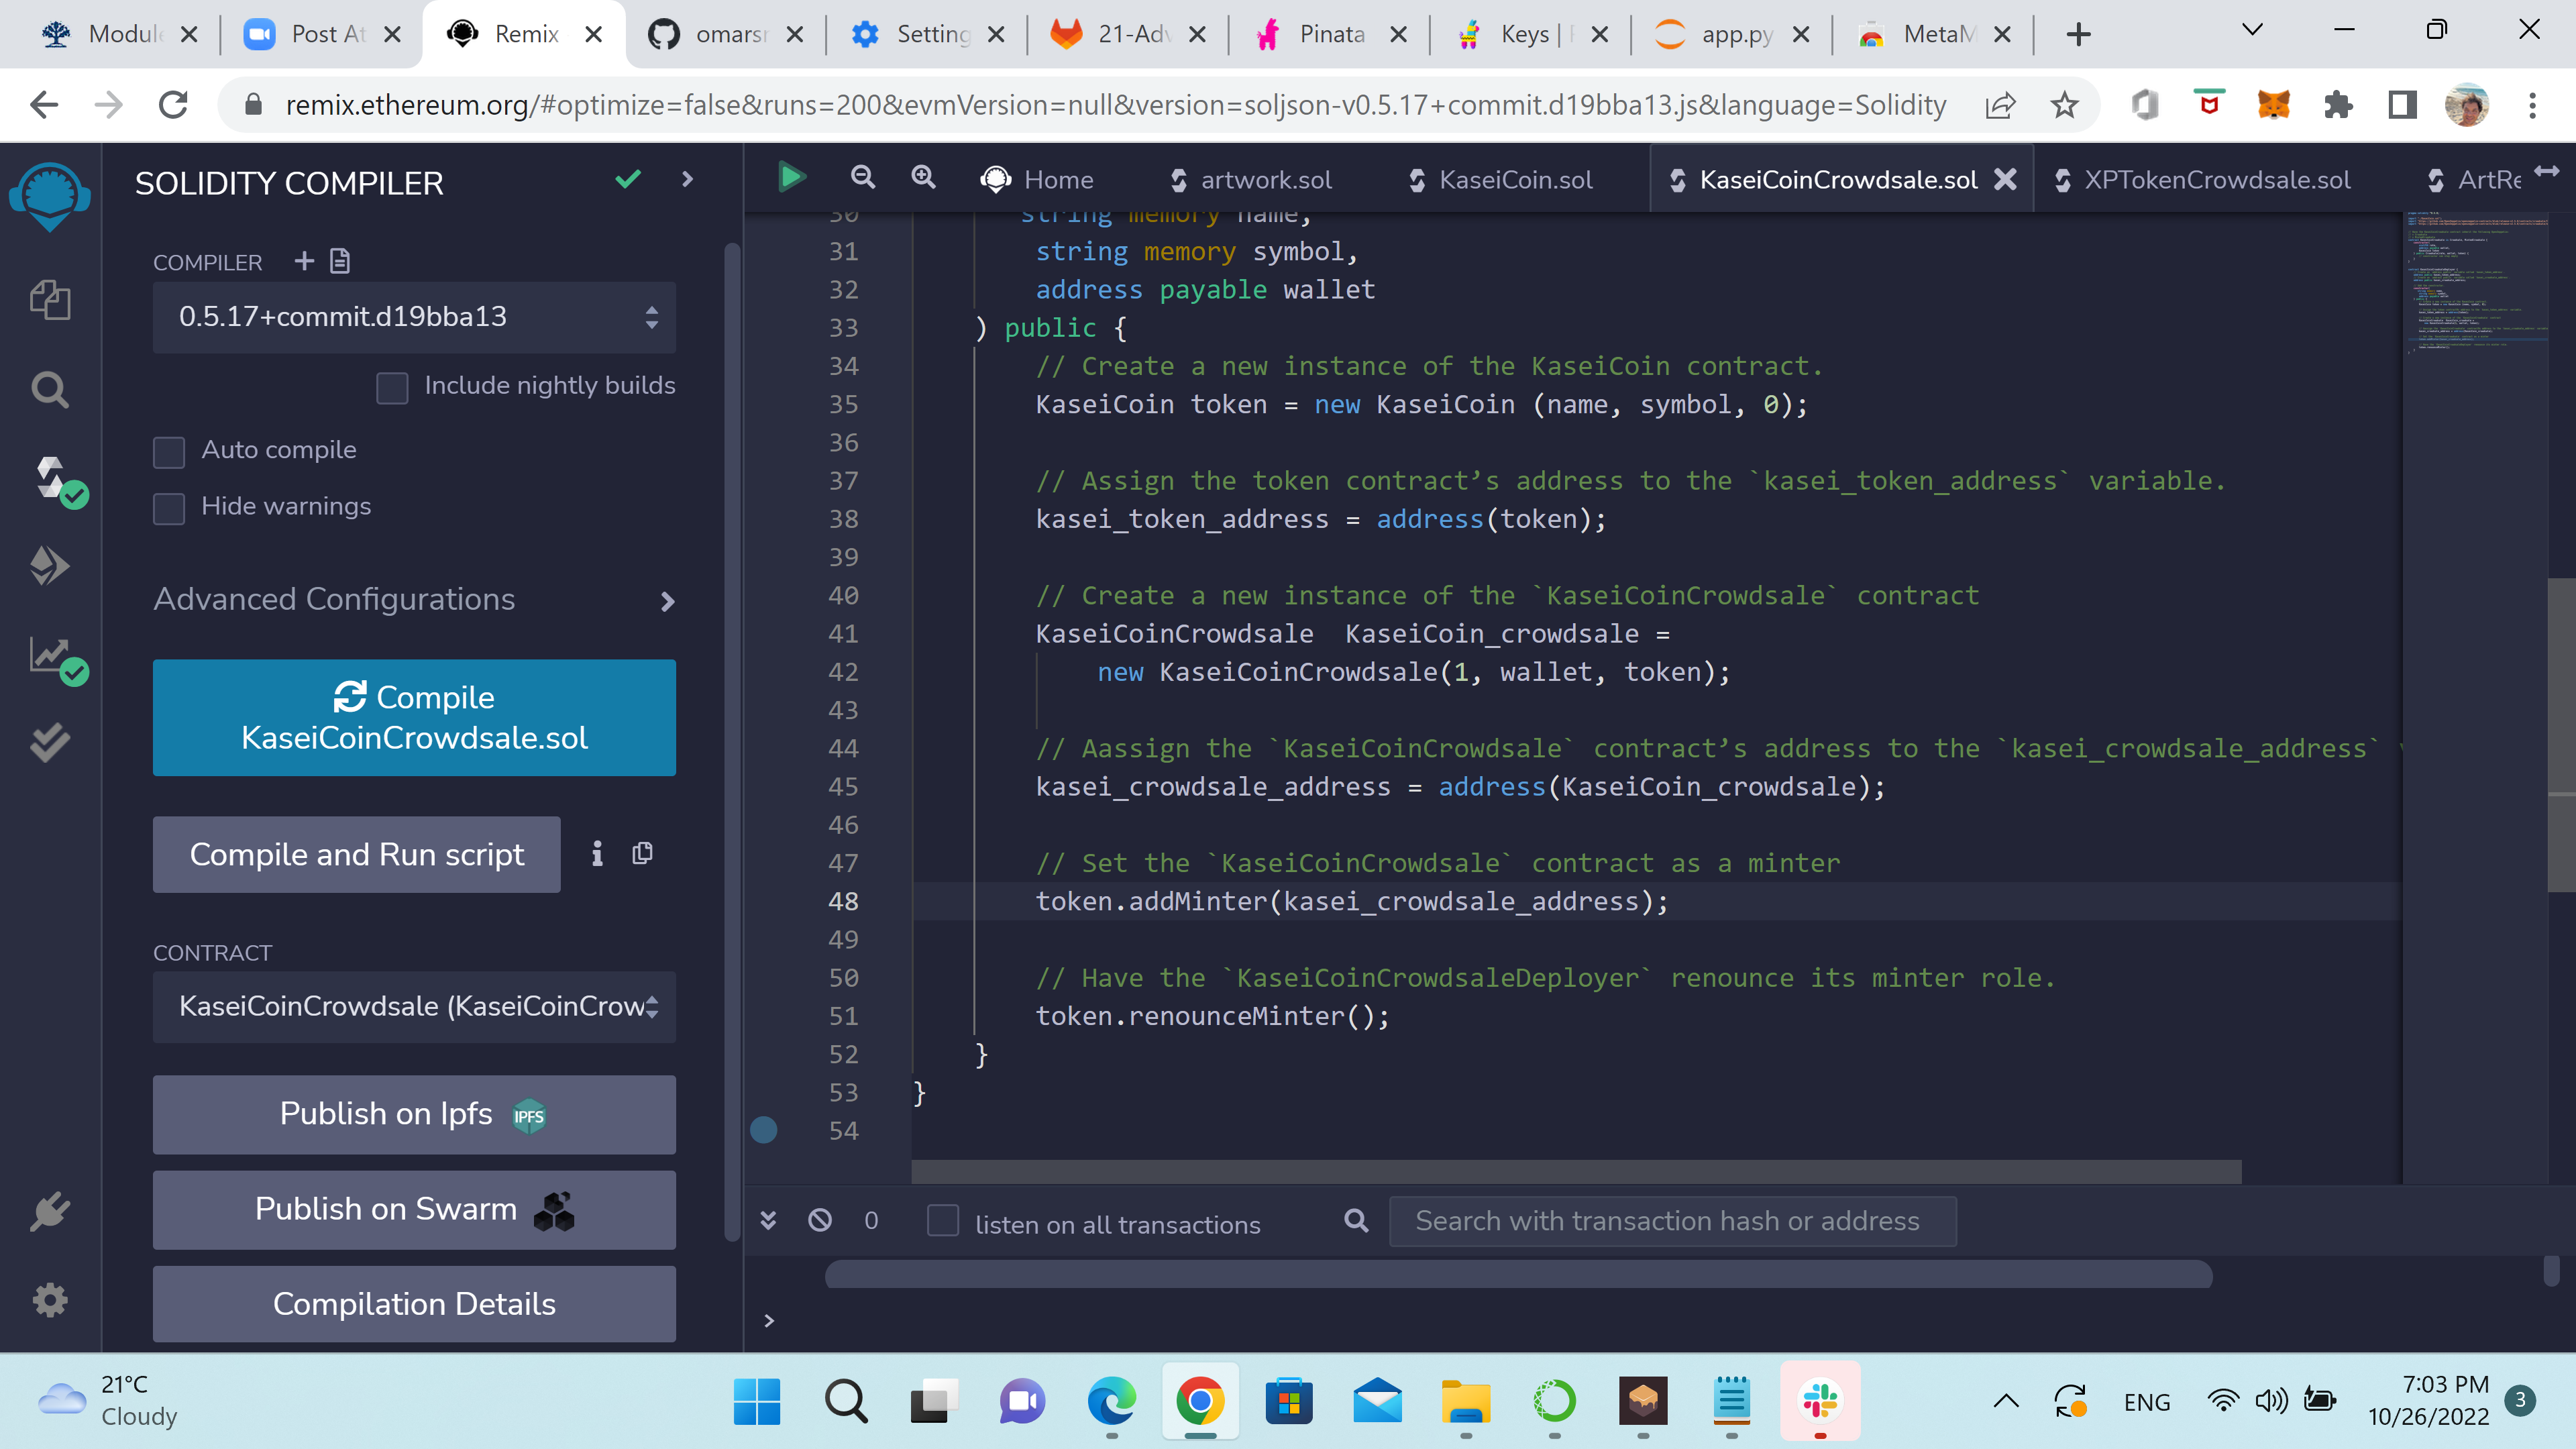 Module
Post At
Remix
omarsr
Setting
21-Adv
Pinata
Keys |
app.py
MetaM
remix.ethereum.org/#optimize=false&runs=200&evmVersion=null&version=soljson-v0.5.17+commit.d19bba13.js&language=Solidity
SOLIDITY COMPILER
Home
artwork.sol
KaseiCoin.sol
KaseiCoinCrowdsale.sol
XPTokenCrowdsale.sol
ArtRe
COMPILER
0.5.17+commit.d19bba13
Include nightly builds
Auto compile
Hide warnings
Advanced Configurations
Compile
KaseiCoinCrowdsale.sol
Compile and Run script
CONTRACT
KaseiCoinCrowdsale (KaseiCoinCrow
Publish on Ipfs IPFS
Publish on Swarm
Compilation Details
30 string memory name,
31 string memory symbol,
32 address payable wallet
33 ) public {
34 // Create a new instance of the KaseiCoin contract.
35 KaseiCoin token = new KaseiCoin (name, symbol, 0);
36
37 // Assign the token contract’s address to the `kasei_token_address` variable.
38 kasei_token_address = address(token);
39
40 // Create a new instance of the `KaseiCoinCrowdsale` contract
41 KaseiCoinCrowdsale  KaseiCoin_crowdsale =
42 new KaseiCoinCrowdsale(1, wallet, token);
43
44 // Aassign the `KaseiCoinCrowdsale` contract’s address to the `kasei_crowdsale_address`
45 kasei_crowdsale_address = address(KaseiCoin_crowdsale);
46
47 // Set the `KaseiCoinCrowdsale` contract as a minter
48 token.addMinter(kasei_crowdsale_address);
49
50 // Have the `KaseiCoinCrowdsaleDeployer` renounce its minter role.
51 token.renounceMinter();
52 }
53 }
54
0
listen on all transactions
Search with transaction hash or address
>
21°C
Cloudy
ENG
7:03 PM
10/26/2022
3